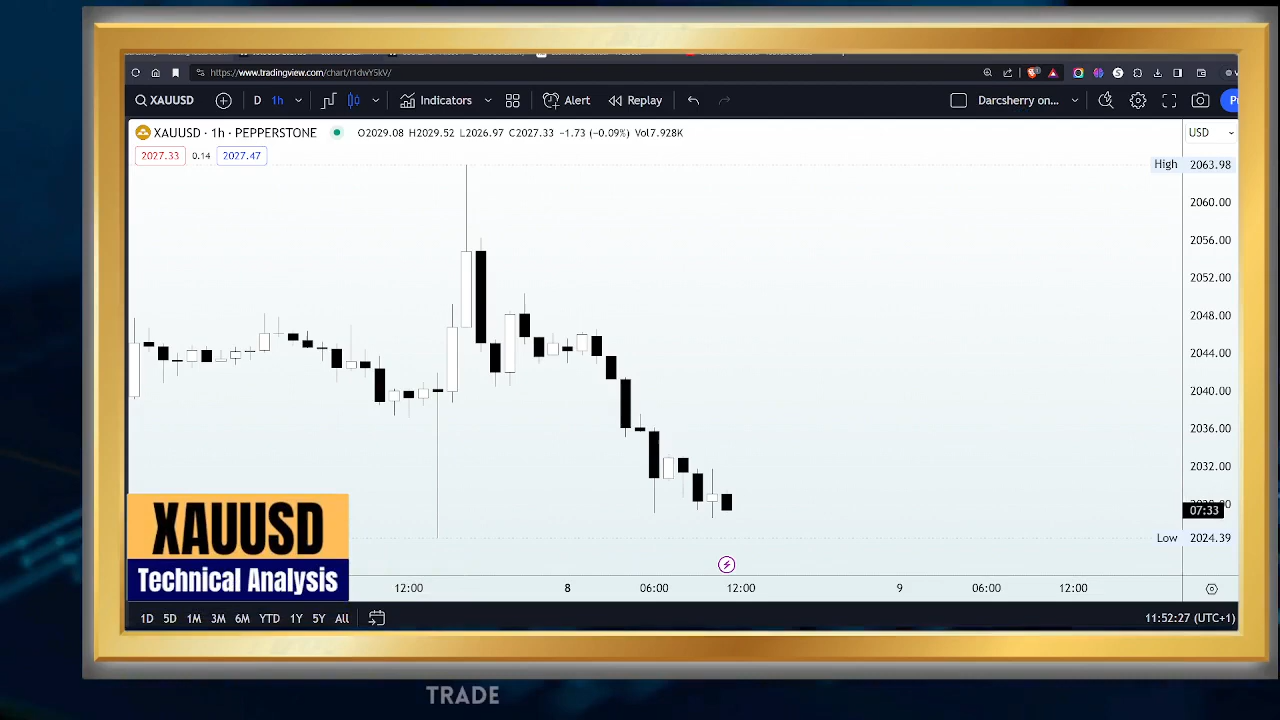 https://www.tradingview.com/chart/r1dwY5kV/
XAUUSD D 1h Indicators Alert Replay Darcsherry on...
XAUUSD · 1h · PEPPERSTONE O2029.08 H2029.52 L2026.97 C2027.33 −1.73 (−0.09%) Vol7.928K USD
2027.33 0.14 2027.47
High 2063.98
2060.00
2056.00
2052.00
2048.00
2044.00
2040.00
2036.00
2032.00
07:33
Low 2024.39
XAUUSD
Technical Analysis
12:00 8 06:00 12:00 9 06:00 12:00
1D 5D 1M 3M 6M YTD 1Y 5Y All 11:52:27 (UTC+1)
TRADE